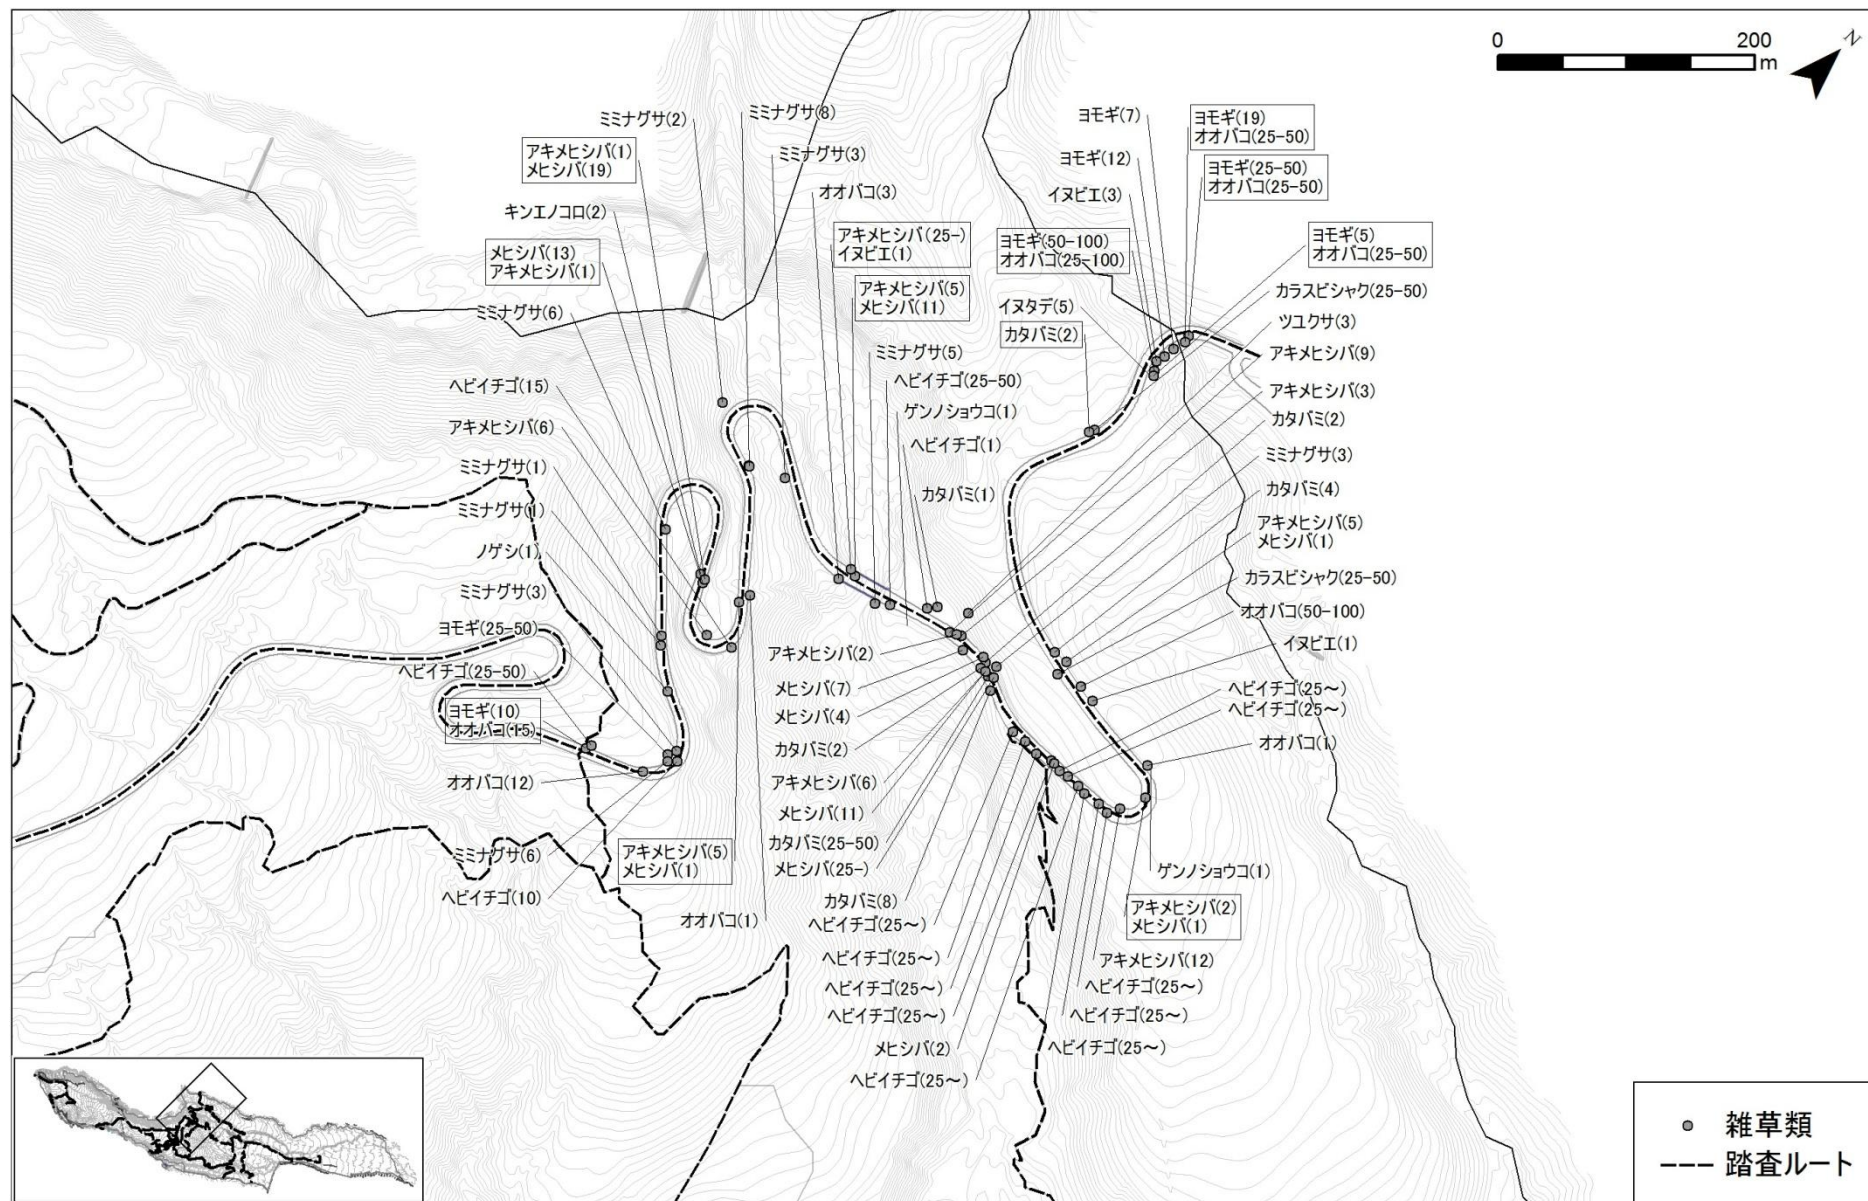 0
200
m
N
ミミナグサ(2)
ミミナグサ(8)
アキメヒシバ(1)
メヒシバ(19)
ミミナグサ(3)
キンエノコロ(2)
オオバコ(3)
メヒシバ(13)
アキメヒシバ(1)
アキメヒシバ(25-)
イヌビエ(1)
ミミナグサ(6)
アキメヒシバ(5)
メヒシバ(11)
ヘビイチゴ(15)
ミミナグサ(5)
アキメヒシバ(6)
ヘビイチゴ(25-50)
ミミナグサ(1)
ゲンノショウコ(1)
ミミナグサ(1)
ヘビイチゴ(1)
ノゲシ(1)
カタバミ(1)
ミミナグサ(3)
ヨモギ(25-50)
ヘビイチゴ(25-50)
ヨモギ(10)
オオバコ(15)
オオバコ(12)
ミミナグサ(6)
ヘビイチゴ(10)
アキメヒシバ(5)
メヒシバ(1)
オオバコ(1)
ヨモギ(7)
ヨモギ(19)
オオバコ(25-50)
ヨモギ(12)
ヨモギ(25-50)
オオバコ(25-50)
イヌビエ(3)
ヨモギ(50-100)
オオバコ(25-100)
ヨモギ(5)
オオバコ(25-50)
イヌタデ(5)
カタバミ(2)
カラスビシャク(25-50)
ツユクサ(3)
アキメヒシバ(9)
アキメヒシバ(3)
カタバミ(2)
ミミナグサ(3)
カタバミ(4)
アキメヒシバ(5)
メヒシバ(1)
カラスビシャク(25-50)
オオバコ(50-100)
イヌビエ(1)
ヘビイチゴ(25～)
ヘビイチゴ(25～)
オオバコ(1)
アキメヒシバ(2)
メヒシバ(7)
メヒシバ(4)
カタバミ(2)
アキメヒシバ(6)
メヒシバ(11)
カタバミ(25-50)
メヒシバ(25-)
カタバミ(8)
ヘビイチゴ(25～)
ヘビイチゴ(25～)
ヘビイチゴ(25～)
ヘビイチゴ(25～)
メヒシバ(2)
ヘビイチゴ(25～)
ゲンノショウコ(1)
アキメヒシバ(2)
メヒシバ(1)
アキメヒシバ(12)
ヘビイチゴ(25～)
ヘビイチゴ(25～)
ヘビイチゴ(25～)
雑草類
踏査ルート